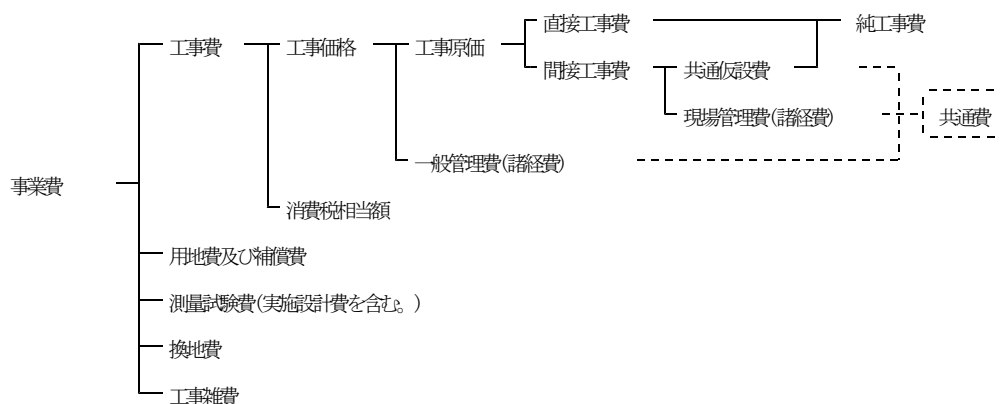 直接工事費 純工事費
工事費 工事価格 工事原価
間接工事費 共通仮設費
現場管理費(諸経費) 共通費
一般管理費(諸経費)
事業費
消費税相当額
用地費及び補償費
測量試験費(実施設計費を含む。)
換地費
工事雑費